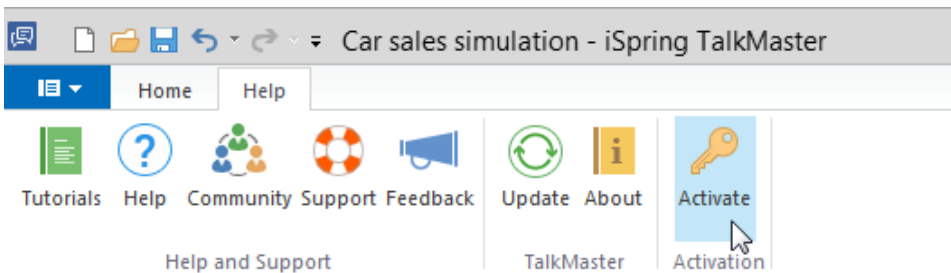 Car sales simulation - iSpring TalkMaster
Home Help
Tutorials Help Community Support Feedback Update About Activate
Help and Support TalkMaster Activation